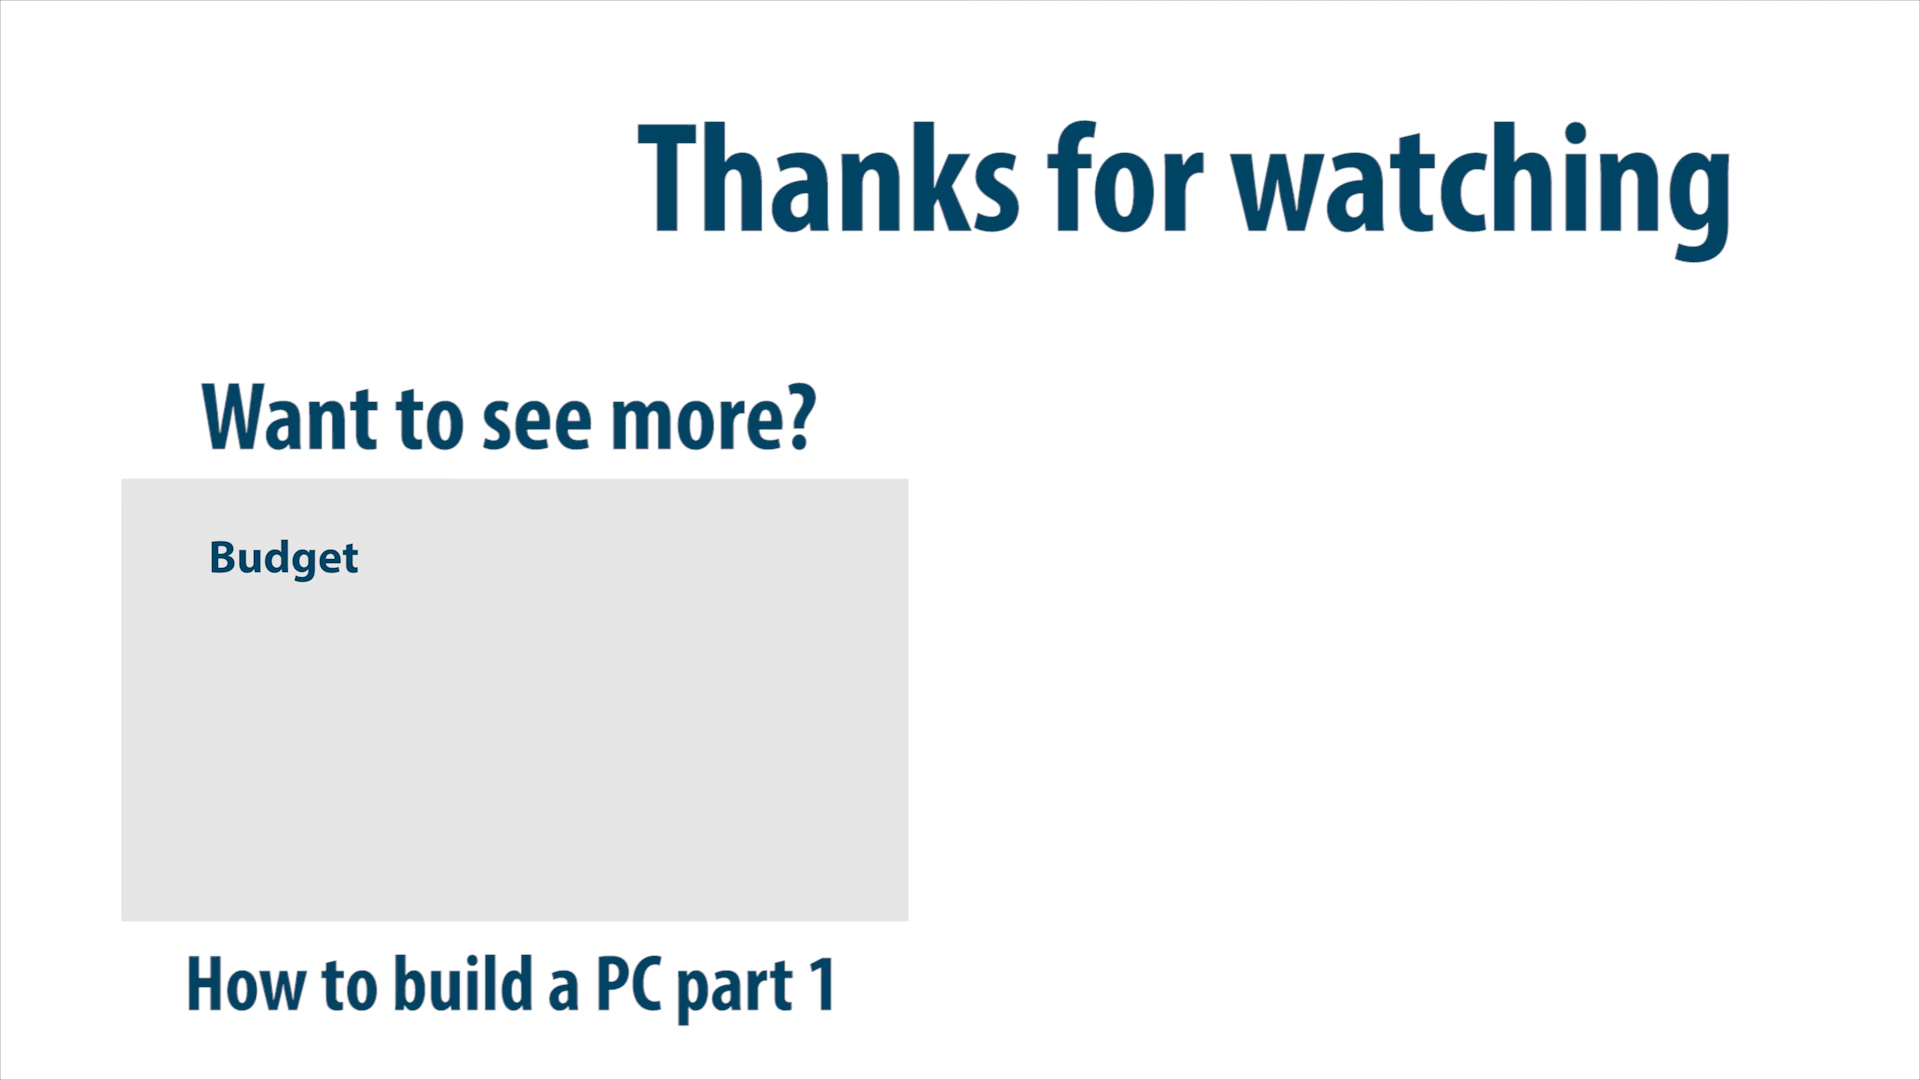 Thanks for watching
Want to see more?
Budget
How to build a PC part 1